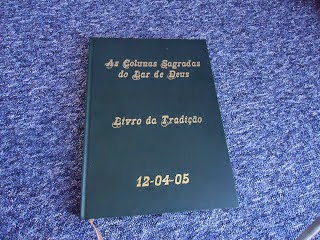 As Colunas Sagradas
do Lar de Deus
Livro da Tradição
12-04-05